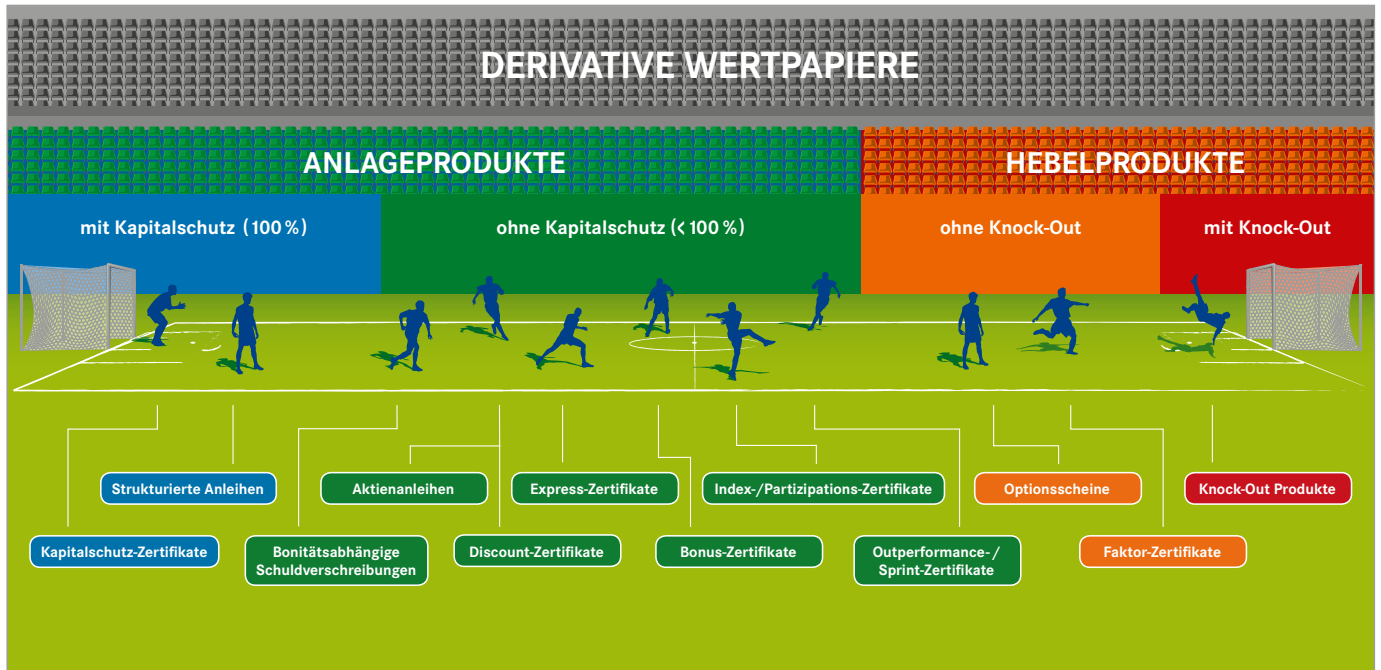 DERIVATIVE WERTPAPIERE
ANLAGEPRODUKTE
HEBELPRODUKTE
mit Kapitalschutz (100 %)
ohne Kapitalschutz (< 100 %)
ohne Knock-Out
mit Knock-Out
Strukturierte Anleihen
Aktienanleihen
Express-Zertifikate
Index-/Partizipations-Zertifikate
Optionsscheine
Knock-Out Produkte
Kapitalschutz-Zertifikate
Bonitätsabhängige
Schuldverschreibungen
Discount-Zertifikate
Bonus-Zertifikate
Outperformance-/
Sprint-Zertifikate
Faktor-Zertifikate